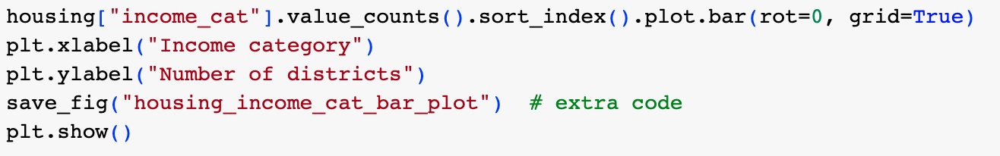 housing["income_cat"].value_counts().sort_index().plot.bar(rot=0, grid=True)
plt.xlabel("Income category")
plt.ylabel("Number of districts")
save_fig("housing_income_cat_bar_plot")  # extra code
plt.show()